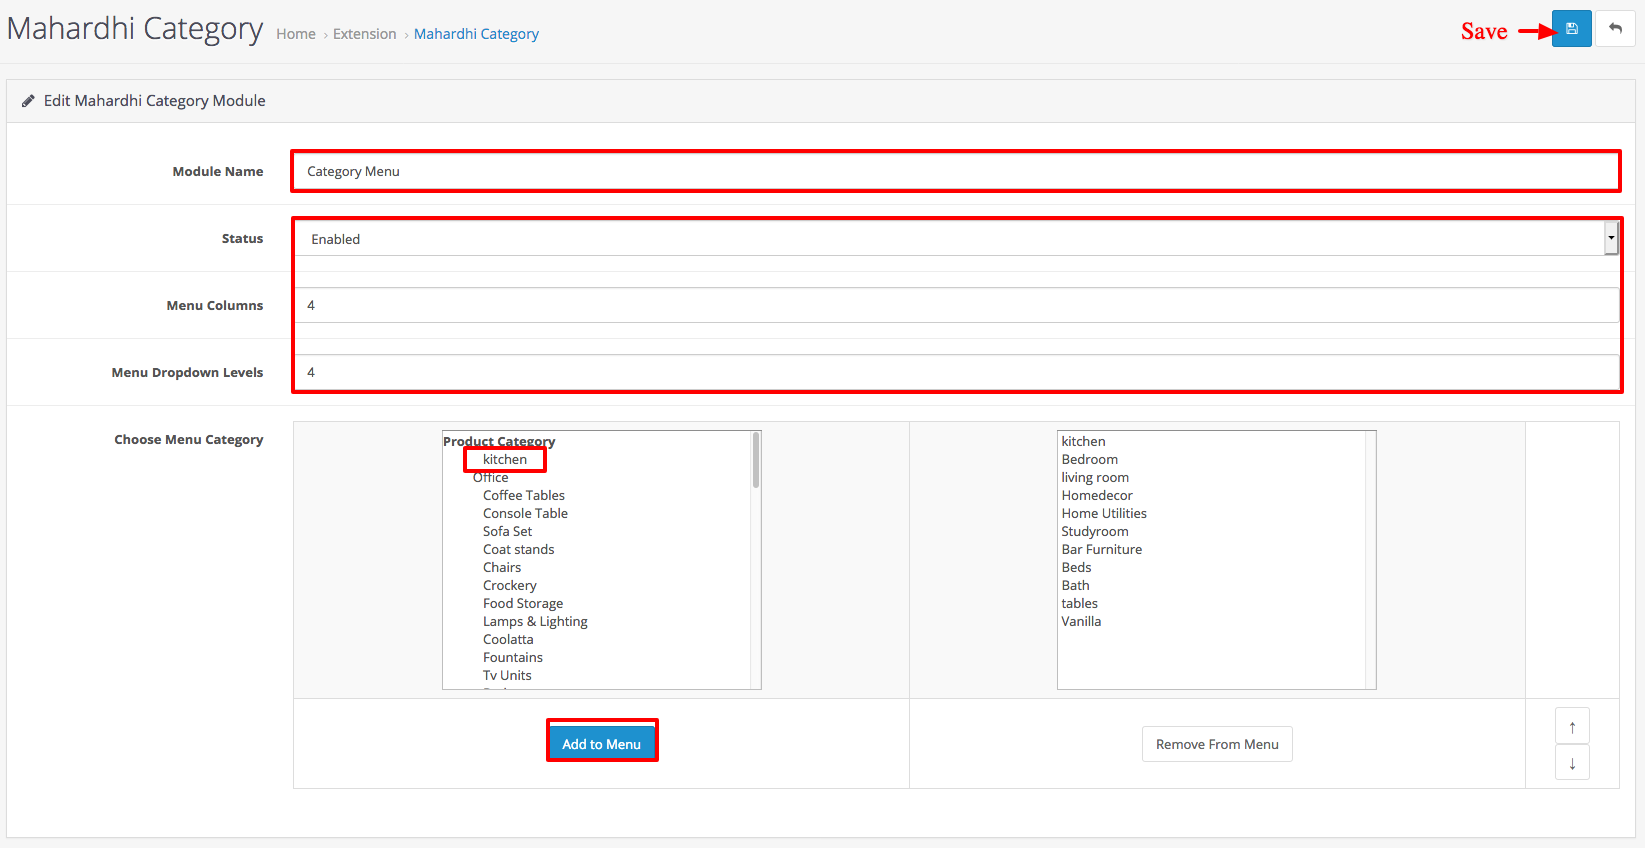 Mahardhi Category Home › Extension › Mahardhi Category Save
Edit Mahardhi Category Module
Module Name Category Menu
Status Enabled
Menu Columns 4
Menu Dropdown Levels 4
Choose Menu Category
Product Category
kitchen
Office
Coffee Tables
Console Table
Sofa Set
Coat stands
Chairs
Crockery
Food Storage
Lamps & Lighting
Coolatta
Fountains
Tv Units
kitchen
Bedroom
living room
Homedecor
Home Utilities
Studyroom
Bar Furniture
Beds
Bath
tables
Vanilla
Add to Menu Remove From Menu ↑
↓